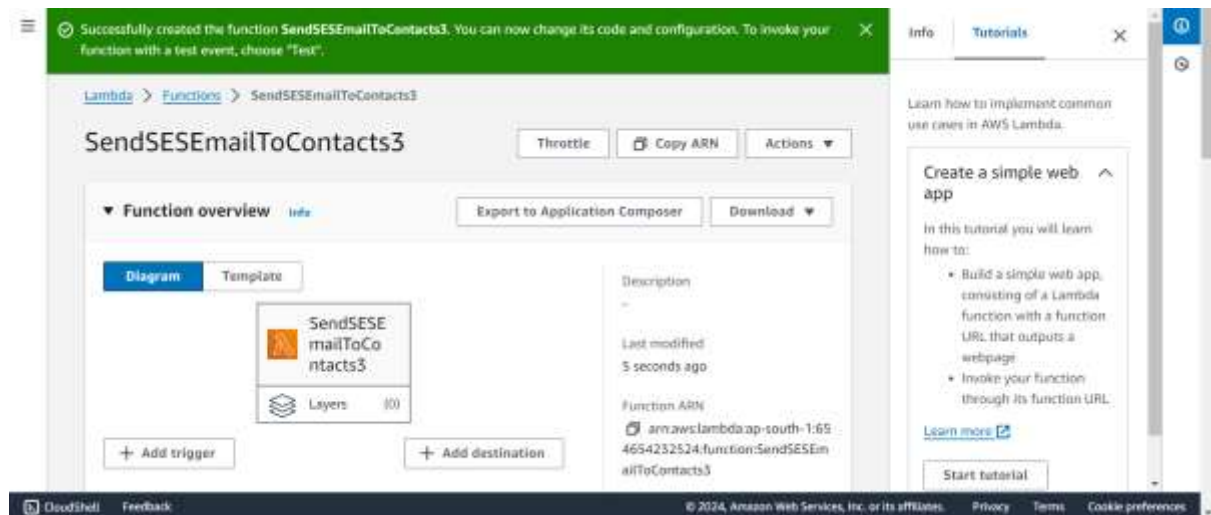 Successfully created the function SendSESEmailToContacts3. You can now change its code and configuration. To invoke your
function with a test event, choose "Test".
Lambda > Functions > SendSESEmailToContacts3
SendSESEmailToContacts3
Throttle
Copy ARN
Actions
Function overview Info
Export to Application Composer
Download
Diagram
Template
SendSESE
mailToCo
ntacts3
Layers (0)
+ Add trigger
+ Add destination
Description
-
Last modified
5 seconds ago
Function ARN
arn:aws:lambda:ap-south-1:65
4654232524:function:SendSESEm
ailToContacts3
Info
Tutorials
Learn how to implement common
use cases in AWS Lambda.
Create a simple web
app
In this tutorial you will learn
how to:
• Build a simple web app,
consisting of a Lambda
function with a function
URL that outputs a
webpage
• Invoke your function
through its function URL
Learn more
Start tutorial
CloudShell Feedback
© 2024, Amazon Web Services, Inc. or its affiliates. Privacy Terms Cookie preferences